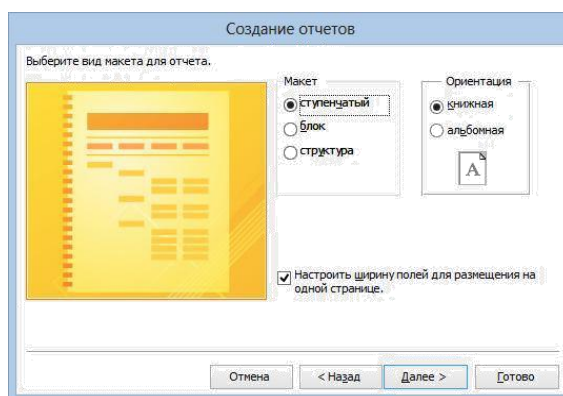 Создание отчетов
Выберите вид макета для отчета.
Макет
ступенчатый
блок
структура
Ориентация
книжная
альбомная
A
Настроить ширину полей для размещения на
одной странице.
Отмена
< Назад
Далее >
Готово